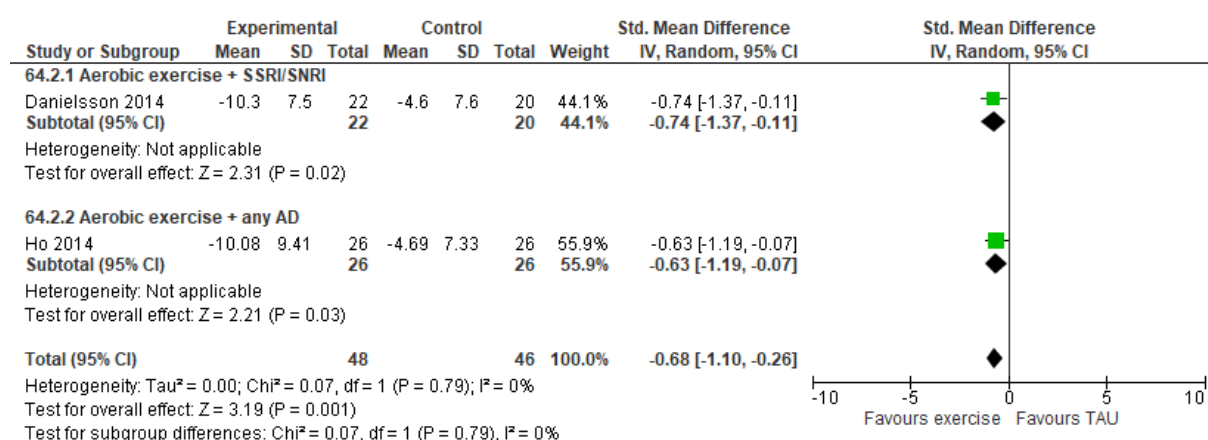 Experimental Control Std. Mean Difference Std. Mean Difference
Study or Subgroup Mean SD Total Mean SD Total Weight IV, Random, 95% CI IV, Random, 95% CI
64.2.1 Aerobic exercise + SSRI/SNRI
Danielsson 2014 -10.3 7.5 22 -4.6 7.6 20 44.1% -0.74 [-1.37, -0.11]
Subtotal (95% CI) 22 20 44.1% -0.74 [-1.37, -0.11]
Heterogeneity: Not applicable
Test for overall effect: Z = 2.31 (P = 0.02)
64.2.2 Aerobic exercise + any AD
Ho 2014 -10.08 9.41 26 -4.69 7.33 26 55.9% -0.63 [-1.19, -0.07]
Subtotal (95% CI) 26 26 55.9% -0.63 [-1.19, -0.07]
Heterogeneity: Not applicable
Test for overall effect: Z = 2.21 (P = 0.03)
Total (95% CI) 48 46 100.0% -0.68 [-1.10, -0.26]
Heterogeneity: Tau² = 0.00; Chi² = 0.07, df = 1 (P = 0.79); I² = 0%
Test for overall effect: Z = 3.19 (P = 0.001)
Test for subgroup differences: Chi² = 0.07, df = 1 (P = 0.79), I² = 0%
-10 -5 0 5 10
Favours exercise Favours TAU